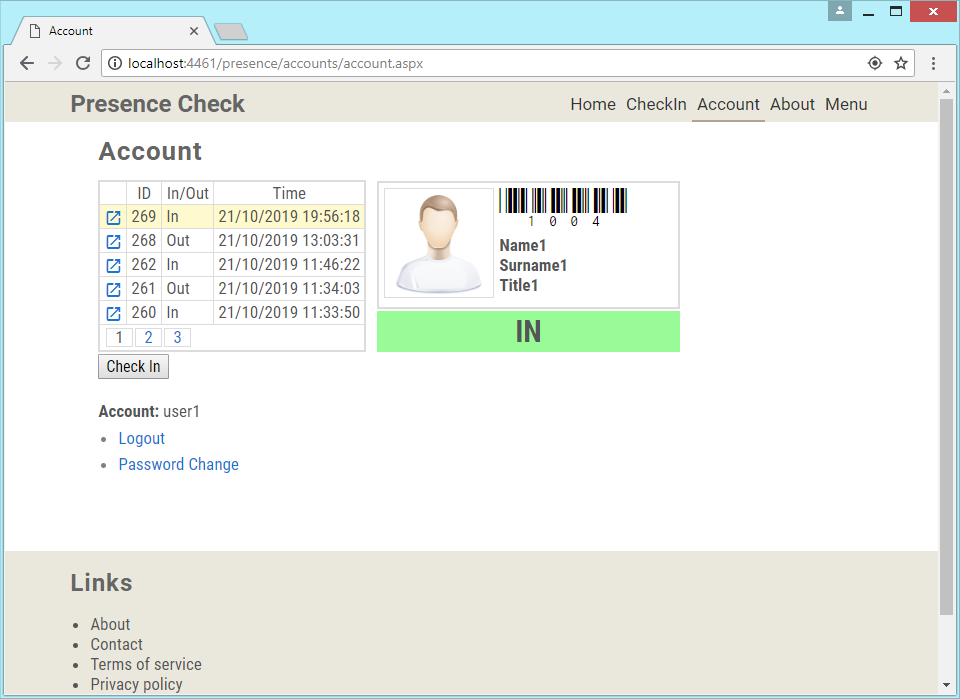 Account
localhost:4461/presence/accounts/account.aspx
Presence Check
Home CheckIn Account About Menu
Account
ID In/Out Time
269 In 21/10/2019 19:56:18
268 Out 21/10/2019 13:03:31
262 In 21/10/2019 11:46:22
261 Out 21/10/2019 11:34:03
260 In 21/10/2019 11:33:50
1 2 3
1004
Name1
Surname1
Title1
IN
Check In
Account: user1
Logout
Password Change
Links
About
Contact
Terms of service
Privacy policy